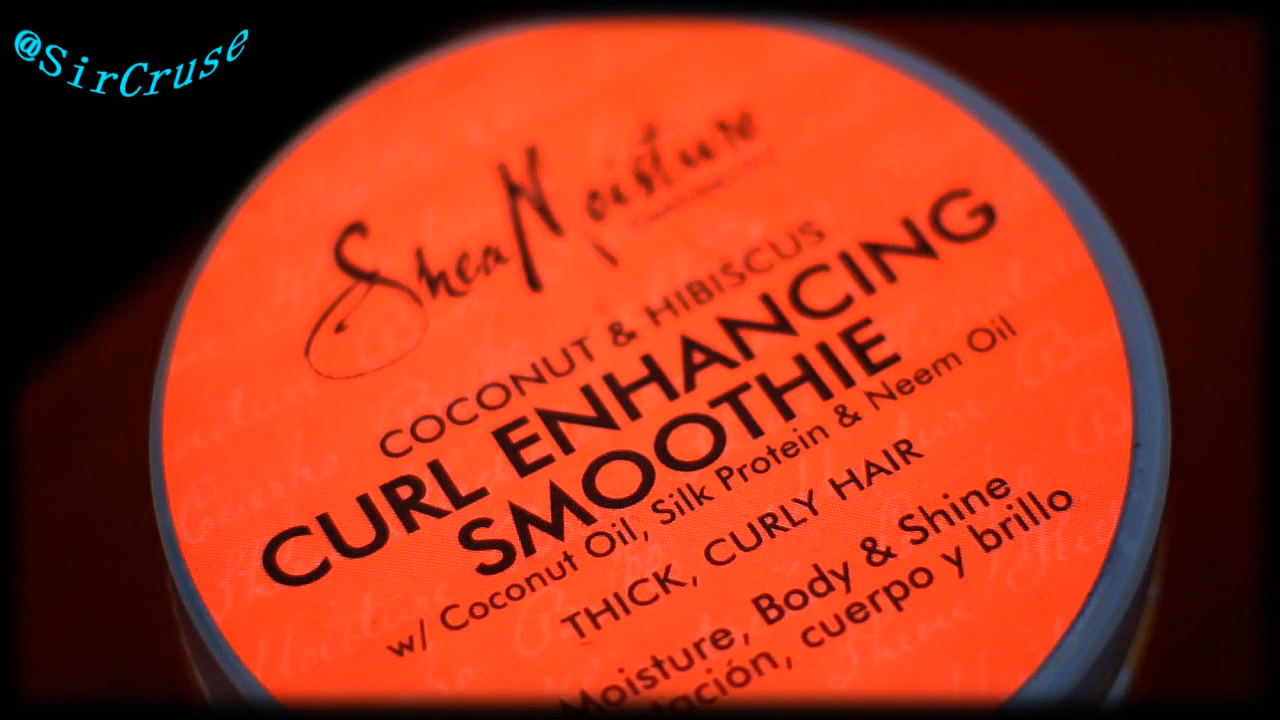 @SirCruse
SheaMoisture
COCONUT & HIBISCUS
CURL ENHANCING
SMOOTHIE
w/ Coconut Oil, Silk Protein & Neem Oil
THICK, CURLY HAIR
Moisture, Body & Shine
cuerpo y brillo